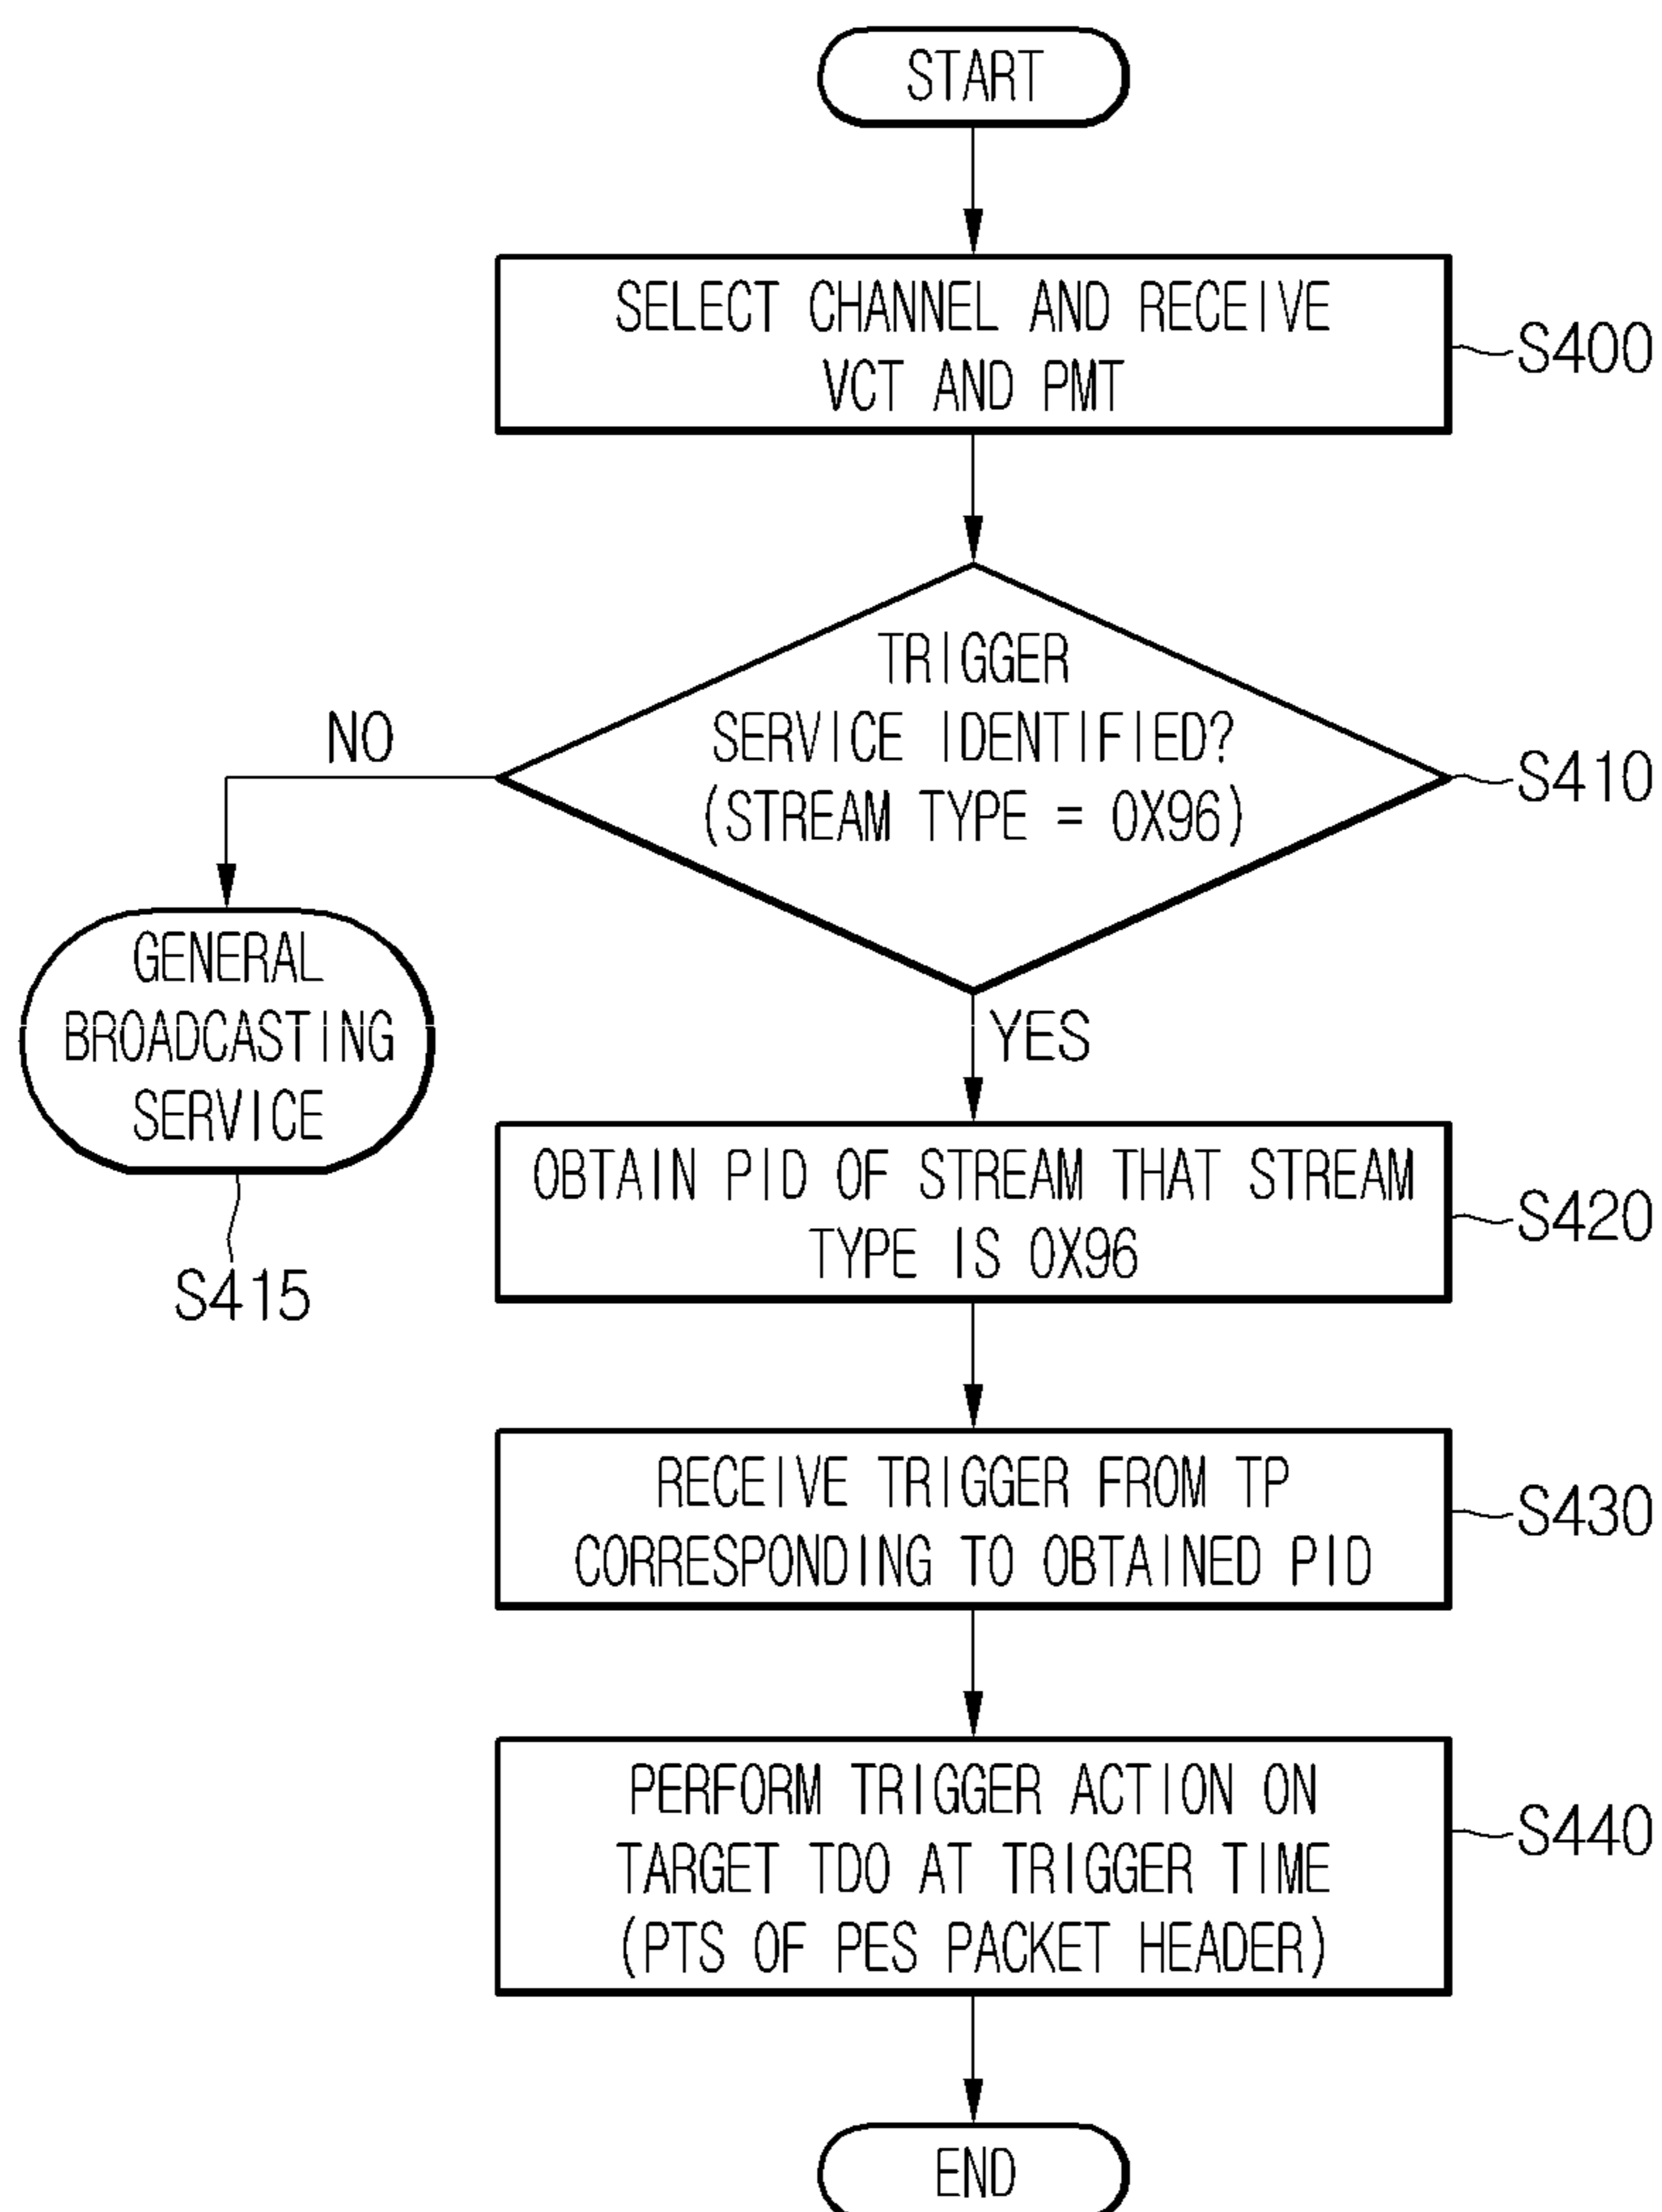 START
SELECT CHANNEL AND RECEIVE
VCT AND PMT
S400
TRIGGER
SERVICE IDENTIFIED?
(STREAM TYPE = 0X96)
S410
NO
GENERAL
BROADCASTING
SERVICE
S415
YES
OBTAIN PID OF STREAM THAT STREAM
TYPE IS 0X96
S420
RECEIVE TRIGGER FROM TP
CORRESPONDING TO OBTAINED PID
S430
PERFORM TRIGGER ACTION ON
TARGET TDO AT TRIGGER TIME
(PTS OF PES PACKET HEADER)
S440
END